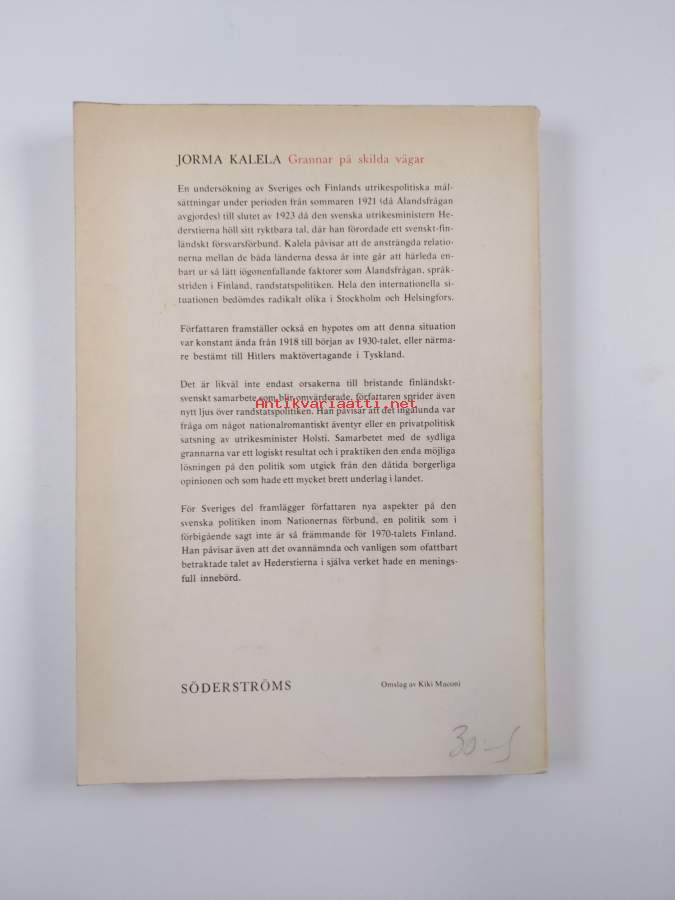 JORMA KALELA Grannar på skilda vägar
En undersökning av Sveriges och Finlands utrikespolitiska mål-
sättningar under perioden från sommaren 1921 (då Ålandsfrågan
avgjordes) till slutet av 1923 då den svenska utrikesministern He-
derstierna höll sitt ryktbara tal, där han förordade ett svenskt-fin-
ländskt försvarsförbund. Kalela påvisar att de ansträngda relatio-
nerna mellan de båda länderna dessa år inte går att härleda en-
bart ur så lätt iögonenfallande faktorer som Ålandsfrågan, språk-
striden i Finland, randstatspolitiken. Hela den internationella si-
tuationen bedömdes radikalt olika i Stockholm och Helsingfors.
Författaren framställer också en hypotes om att denna situation
var konstant ända från 1918 till början av 1930-talet, eller närma-
re bestämt till Hitlers maktövertagande i Tyskland.
Det är likväl inte endast orsakerna till bristande finländskt-
svenskt samarbete som blir omvärderade, författaren sprider även
Antikvariaatti.net
nytt ljus över randstatspolitiken. Han påvisar att det ingalunda var
fråga om något nationalromantiskt äventyr eller en privatpolitisk
satsning av utrikesminister Holsti. Samarbetet med de sydliga
grannarna var ett logiskt resultat och i praktiken den enda möjliga
lösningen på den politik som utgick från den dåtida borgerliga
opinionen och som hade ett mycket brett underlag i landet.
För Sveriges del framlägger författaren nya aspekter på den
svenska politiken inom Nationernas förbund, en politik som i
förbigående sagt inte är så främmande för 1970-talets Finland.
Han påvisar även att det ovannämnda och vanligen som ofattbart
betraktade talet av Hederstierna i själva verket hade en menings-
full innebörd.
SÖDERSTRÖMS
Omslag av Kiki Maconi
30:-